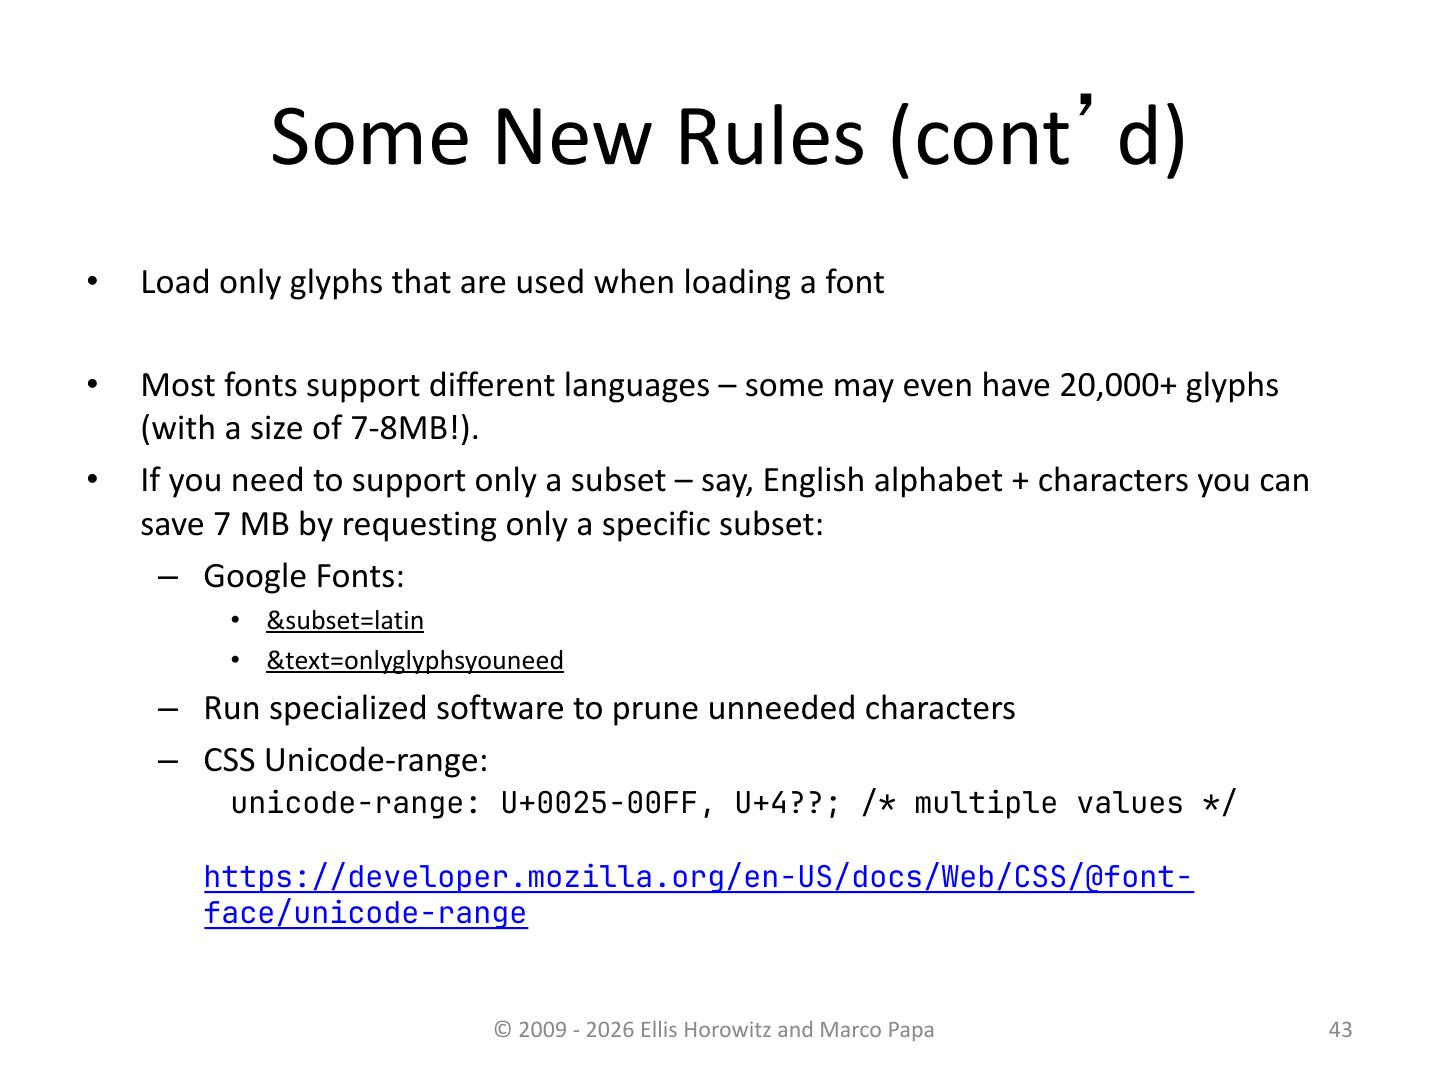 Some New Rules (cont’d)
• Load only glyphs that are used when loading a font
• Most fonts support different languages – some may even have 20,000+ glyphs
(with a size of 7-8MB!).
• If you need to support only a subset – say, English alphabet + characters you can
save 7 MB by requesting only a specific subset:
– Google Fonts:
• &subset=latin
• &text=onlyglyphsyouneed
– Run specialized software to prune unneeded characters
– CSS Unicode-range:
unicode-range: U+0025-00FF, U+4??; /* multiple values */
https://developer.mozilla.org/en-US/docs/Web/CSS/@font-
face/unicode-range
© 2009 - 2026 Ellis Horowitz and Marco Papa
43